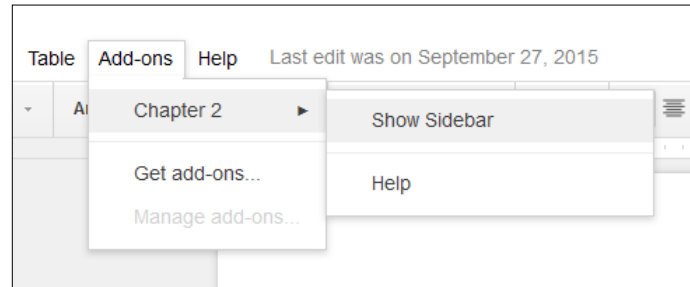 Table Add-ons Help Last edit was on September 27, 2015
Chapter 2
Show Sidebar
Get add-ons...
Help
Manage add-ons...